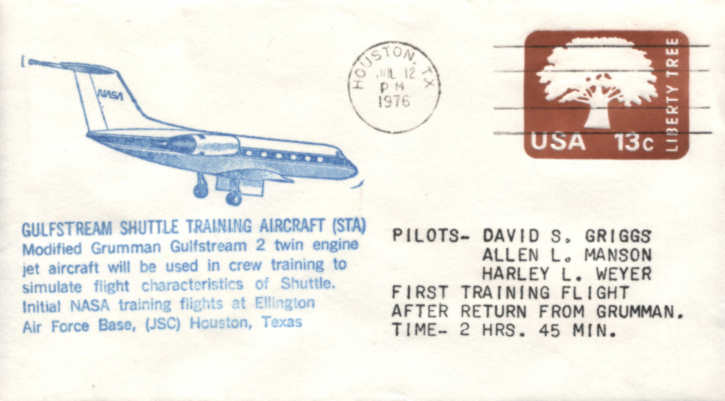 NASA
HOUSTON, TX
JUL 12
PM
1976
LIBERTY TREE
USA 13c
GULFSTREAM SHUTTLE TRAINING AIRCRAFT (STA)
Modified Grumman Gulfstream 2 twin engine
jet aircraft will be used in crew training to
simulate flight characteristics of Shuttle.
Initial NASA training flights at Ellington
Air Force Base, (JSC) Houston, Texas
PILOTS- DAVID S. GRIGGS
ALLEN L. MANSON
HARLEY L. WEYER
FIRST TRAINING FLIGHT
AFTER RETURN FROM GRUMMAN.
TIME- 2 HRS. 45 MIN.